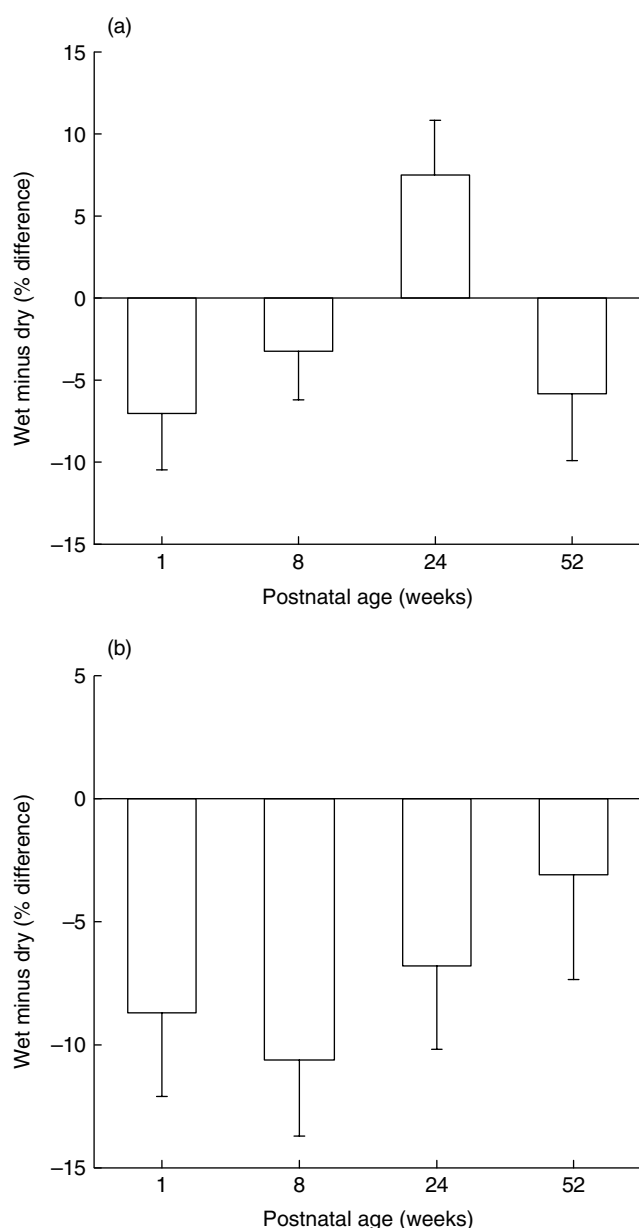 (a)
15
10
5
0
−5
−10
−15
Wet minus dry (% difference)
1 8 24 52
Postnatal age (weeks)
(b)
5
0
−5
−10
−15
Wet minus dry (% difference)
1 8 24 52
Postnatal age (weeks)